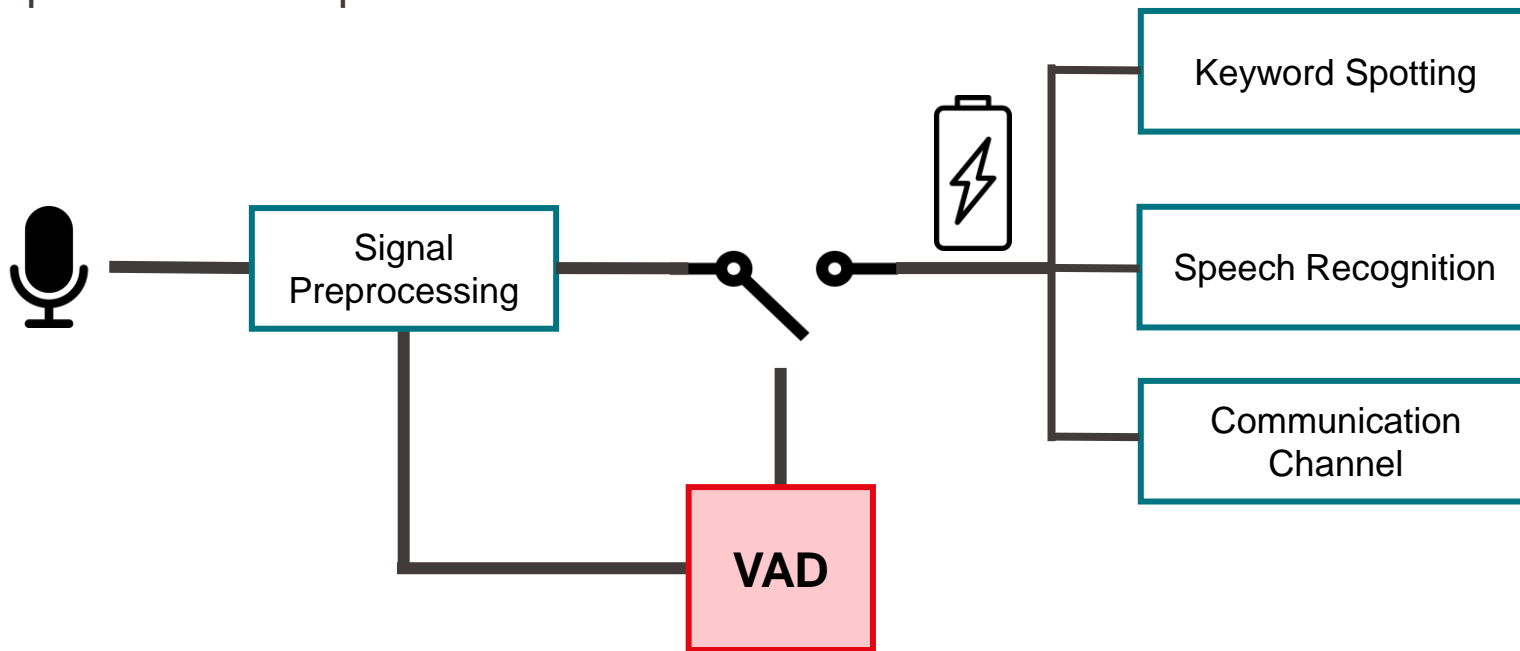 Keyword Spotting
Signal
Preprocessing
Speech Recognition
Communication
Channel
VAD